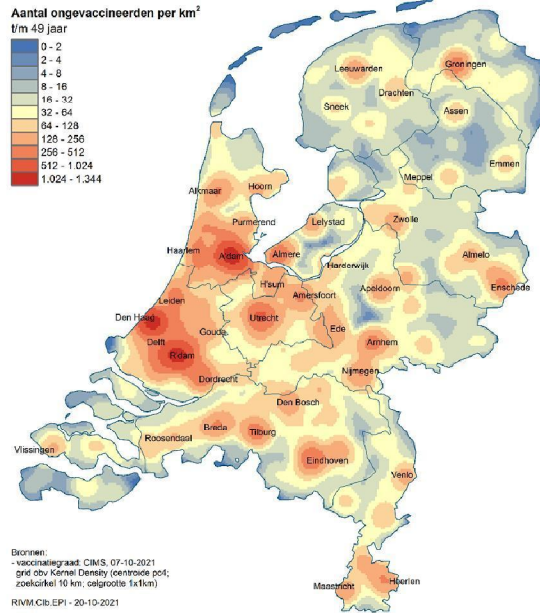 Aantal ongevaccineerden per km²
t/m 49 jaar
0 - 2
2 - 4
4 - 8
8 - 16
16 - 32
32 - 64
64 - 128
128 - 256
256 - 512
512 - 1.024
1.024 - 1.344
Leeuwarden
Groningen
Drachten
Sneek
Assen
Emmen
Meppel
Alkmaar
Hoorn
Purmerend
Lelystad
Zwolle
Haarlem
A'dam
Almere
Harderwijk
Almelo
Enschede
H'sum
Amersfoort
Apeldoorn
Leiden
Den Haag
Utrecht
Gouda
Ede
Delft
Arnhem
R'dam
Nijmegen
Dordrecht
Den Bosch
Breda
Roosendaal
Tilburg
Vlissingen
Eindhoven
Venlo
Maastricht
Heerlen
Bronnen:
- vaccinatiegraad: CIMS, 07-10-2021
grid obv Kernel Density (centroide pc4;
zoekcirkel 10 km; celgrootte 1x1km)
RIVM.CIb.EPI - 20-10-2021